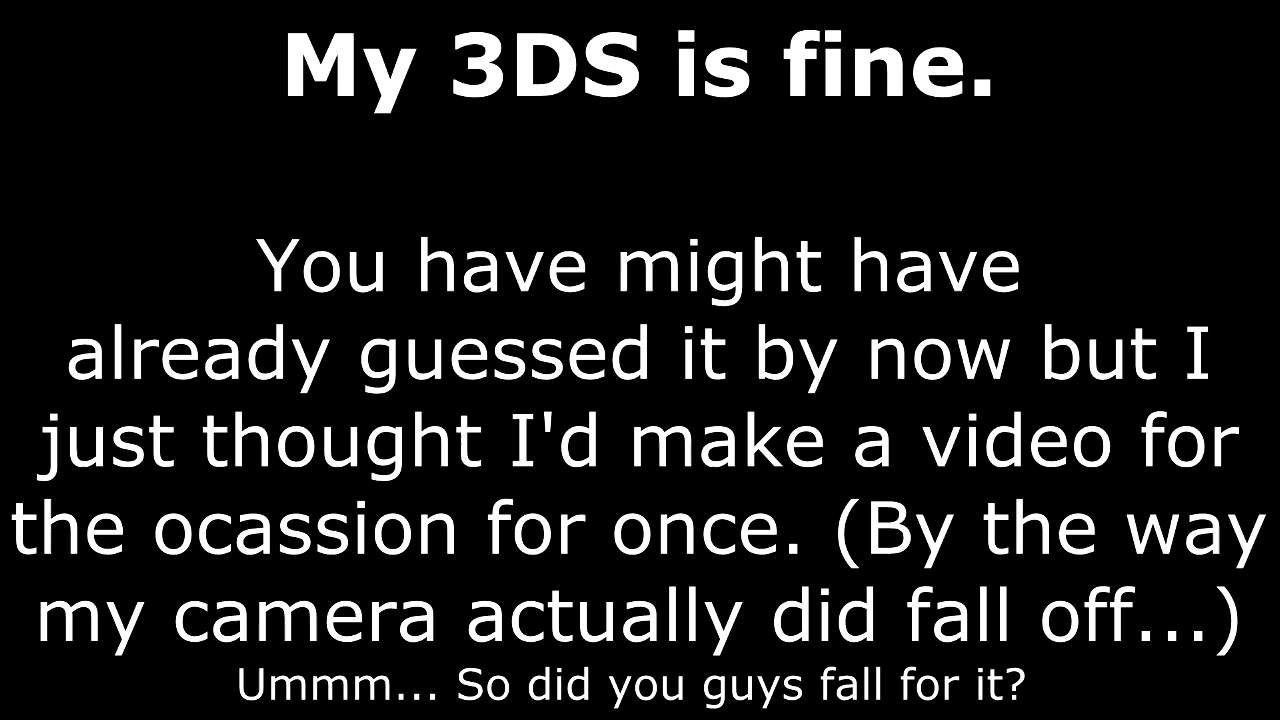 My 3DS is fine.
You have might have
already guessed it by now but I
just thought I'd make a video for
the ocassion for once. (By the way
my camera actually did fall off...)
Ummm... So did you guys fall for it?